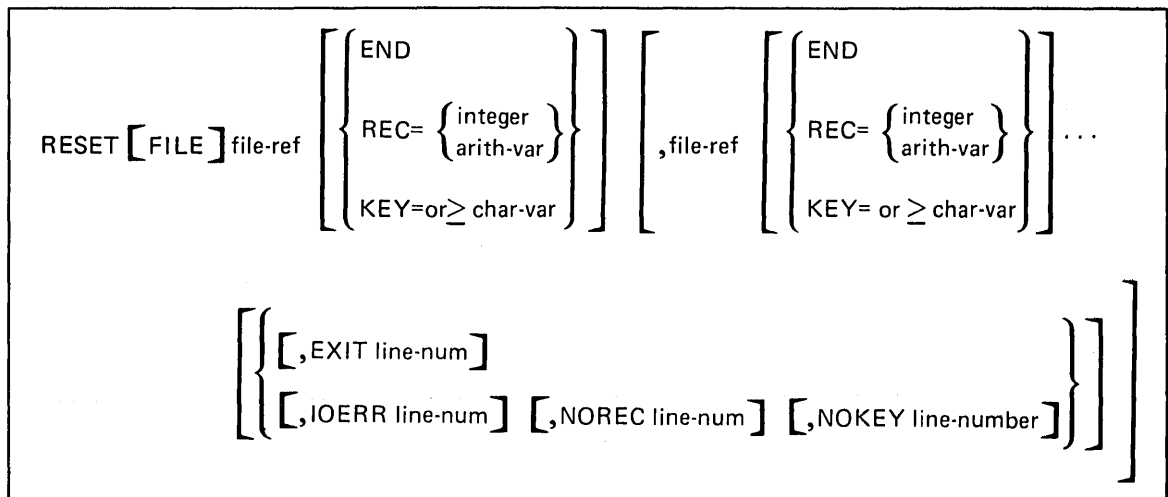 END END
REC= {integer REC= {integer
RESET [FILE] file-ref [{ arith-var}}] [,file-ref [{ arith-var}}] ...
KEY=or≥ char-var KEY= or ≥ char-var
[{[,EXIT line-num]
[,IOERR line-num] [,NOREC line-num] [,NOKEY line-number]}]]